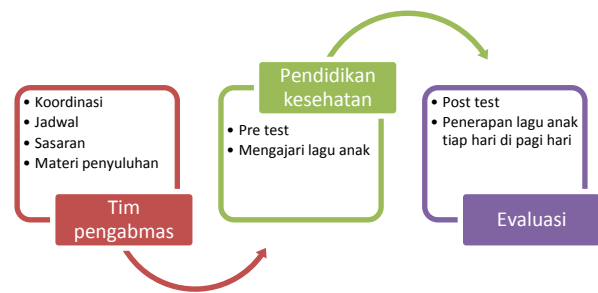 • Koordinasi
• Jadwal
• Sasaran
• Materi penyuluhan
Tim
pengabmas
Pendidikan
kesehatan
• Pre test
• Mengajari lagu anak
• Post test
• Penerapan lagu anak
tiap hari di pagi hari
Evaluasi